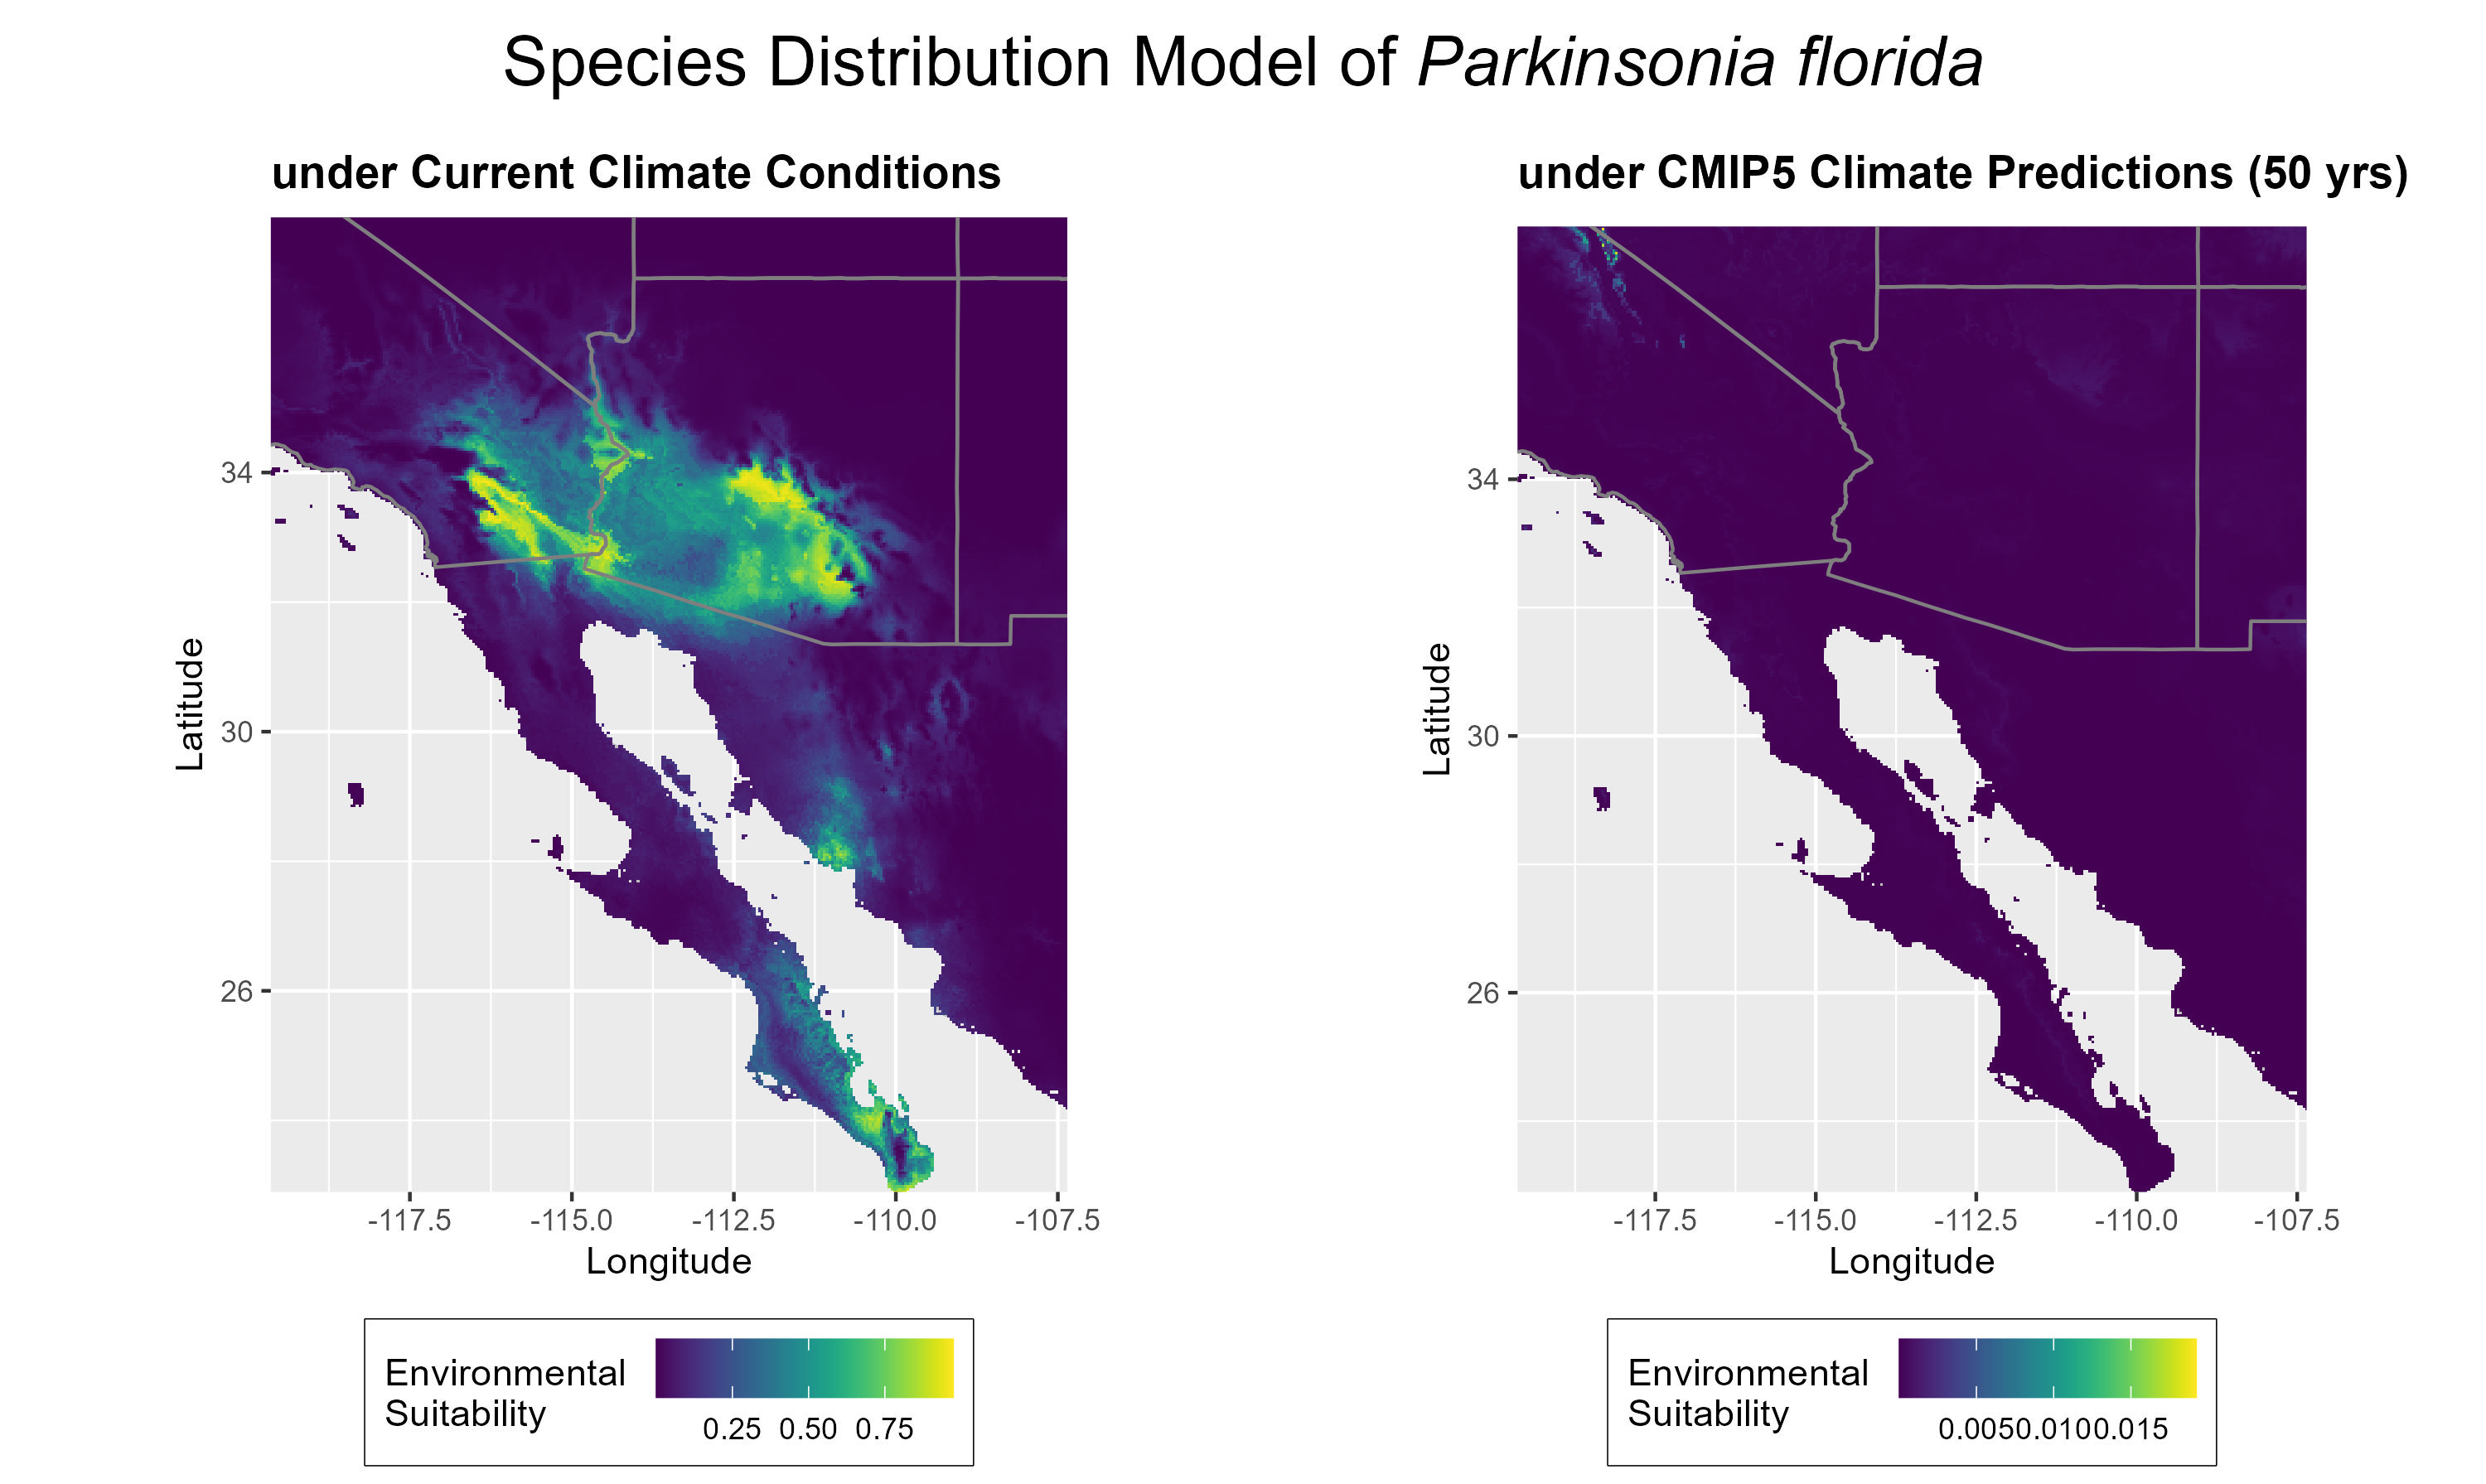 Species Distribution Model of Parkinsonia florida
under Current Climate Conditions
34
30
26
Latitude
-117.5 -115.0 -112.5 -110.0 -107.5
Longitude
Environmental
Suitability
0.25 0.50 0.75
under CMIP5 Climate Predictions (50 yrs)
34
30
26
Latitude
-117.5 -115.0 -112.5 -110.0 -107.5
Longitude
Environmental
Suitability
0.0050.0100.015